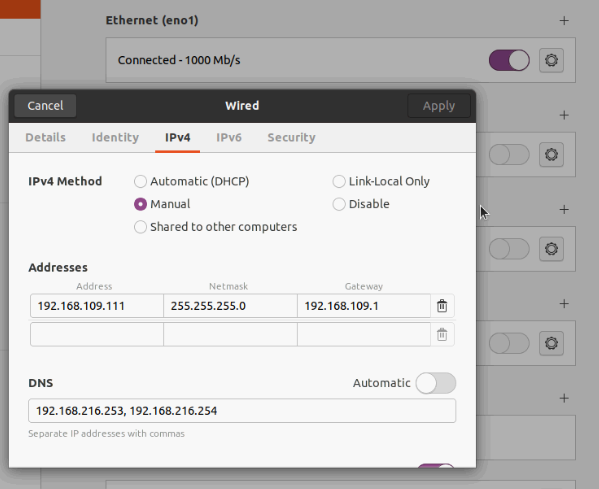 Ethernet (eno1)
Connected - 1000 Mb/s
Cancel Wired Apply
Details Identity IPv4 IPv6 Security
IPv4 Method Automatic (DHCP) Link-Local Only
Manual Disable
Shared to other computers
Addresses
Address Netmask Gateway
192.168.109.111 255.255.255.0 192.168.109.1
DNS Automatic
192.168.216.253, 192.168.216.254
Separate IP addresses with commas